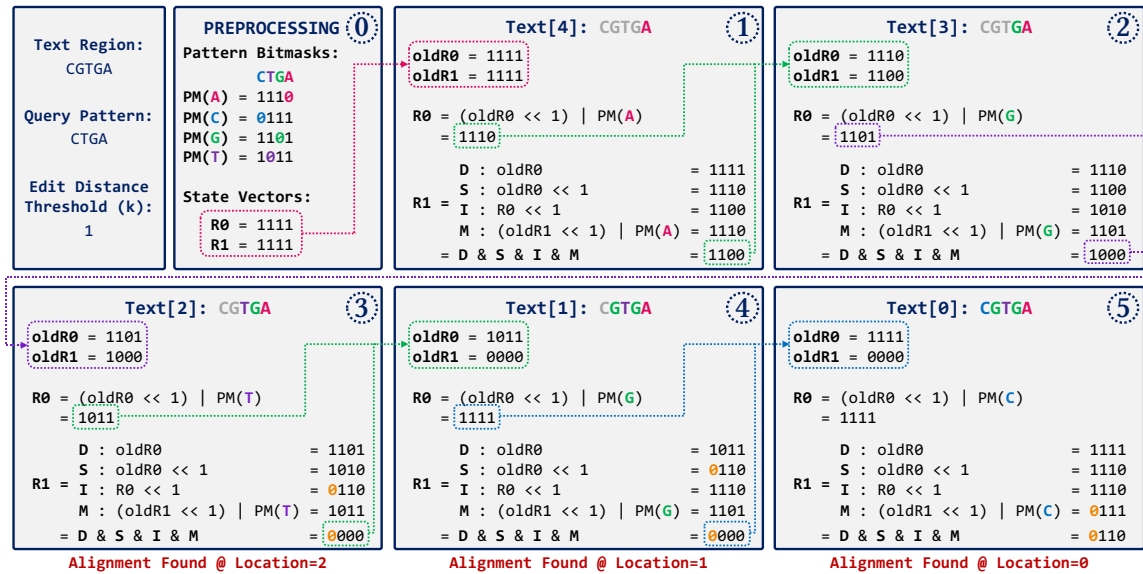 Text Region:
CGTGA
Query Pattern:
CTGA
Edit Distance
Threshold (k):
1
PREPROCESSING 0
Pattern Bitmasks:
CTGA
PM(A) = 1110
PM(C) = 0111
PM(G) = 1101
PM(T) = 1011
State Vectors:
R0 = 1111
R1 = 1111
Text[4]: CGTGA 1
oldR0 = 1111
oldR1 = 1111
R0 = (oldR0 << 1) | PM(A)
= 1110
D : oldR0 = 1111
S : oldR0 << 1 = 1110
R1 =
I : R0 << 1 = 1100
M : (oldR1 << 1) | PM(A) = 1110
= D & S & I & M = 1100
Text[3]: CGTGA 2
oldR0 = 1110
oldR1 = 1100
R0 = (oldR0 << 1) | PM(G)
= 1101
D : oldR0 = 1110
S : oldR0 << 1 = 1100
R1 =
I : R0 << 1 = 1010
M : (oldR1 << 1) | PM(G) = 1101
= D & S & I & M = 1000
Text[2]: CGTGA 3
oldR0 = 1101
oldR1 = 1000
R0 = (oldR0 << 1) | PM(T)
= 1011
D : oldR0 = 1101
S : oldR0 << 1 = 1010
R1 =
I : R0 << 1 = 0110
M : (oldR1 << 1) | PM(T) = 1011
= D & S & I & M = 0000
Alignment Found @ Location=2
Text[1]: CGTGA 4
oldR0 = 1011
oldR1 = 0000
R0 = (oldR0 << 1) | PM(G)
= 1111
D : oldR0 = 1011
S : oldR0 << 1 = 0110
R1 =
I : R0 << 1 = 1110
M : (oldR1 << 1) | PM(G) = 1101
= D & S & I & M = 0000
Alignment Found @ Location=1
Text[0]: CGTGA 5
oldR0 = 1111
oldR1 = 0000
R0 = (oldR0 << 1) | PM(C)
= 1111
D : oldR0 = 1111
S : oldR0 << 1 = 1110
R1 =
I : R0 << 1 = 1110
M : (oldR1 << 1) | PM(C) = 0111
= D & S & I & M = 0110
Alignment Found @ Location=0